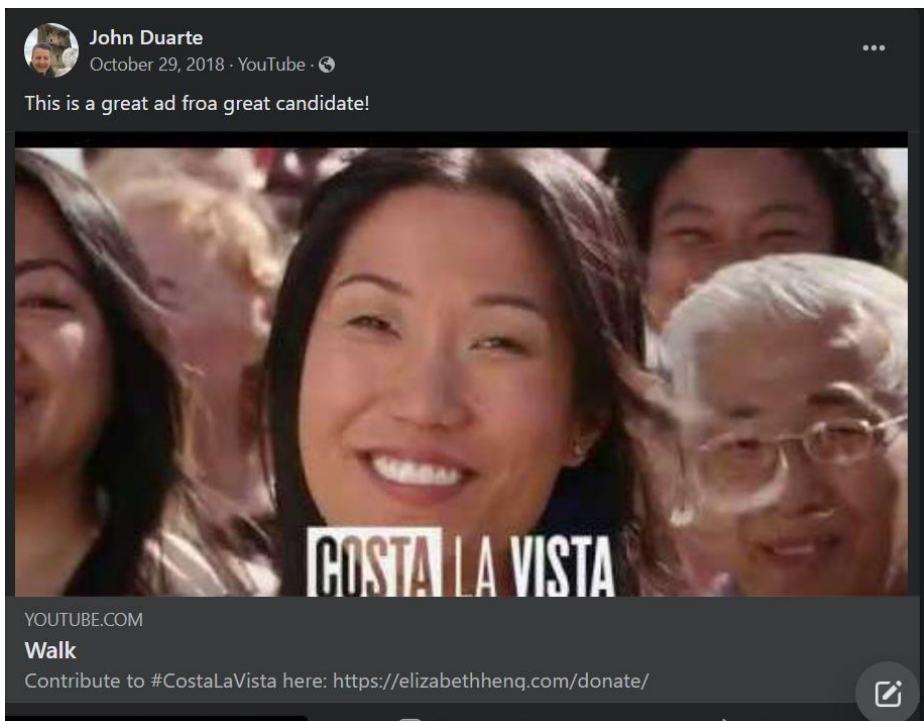 John Duarte
October 29, 2018 · YouTube ·
This is a great ad froa great candidate!
COSTA LA VISTA
YOUTUBE.COM
Walk
Contribute to #CostaLaVista here: https://elizabethheng.com/donate/